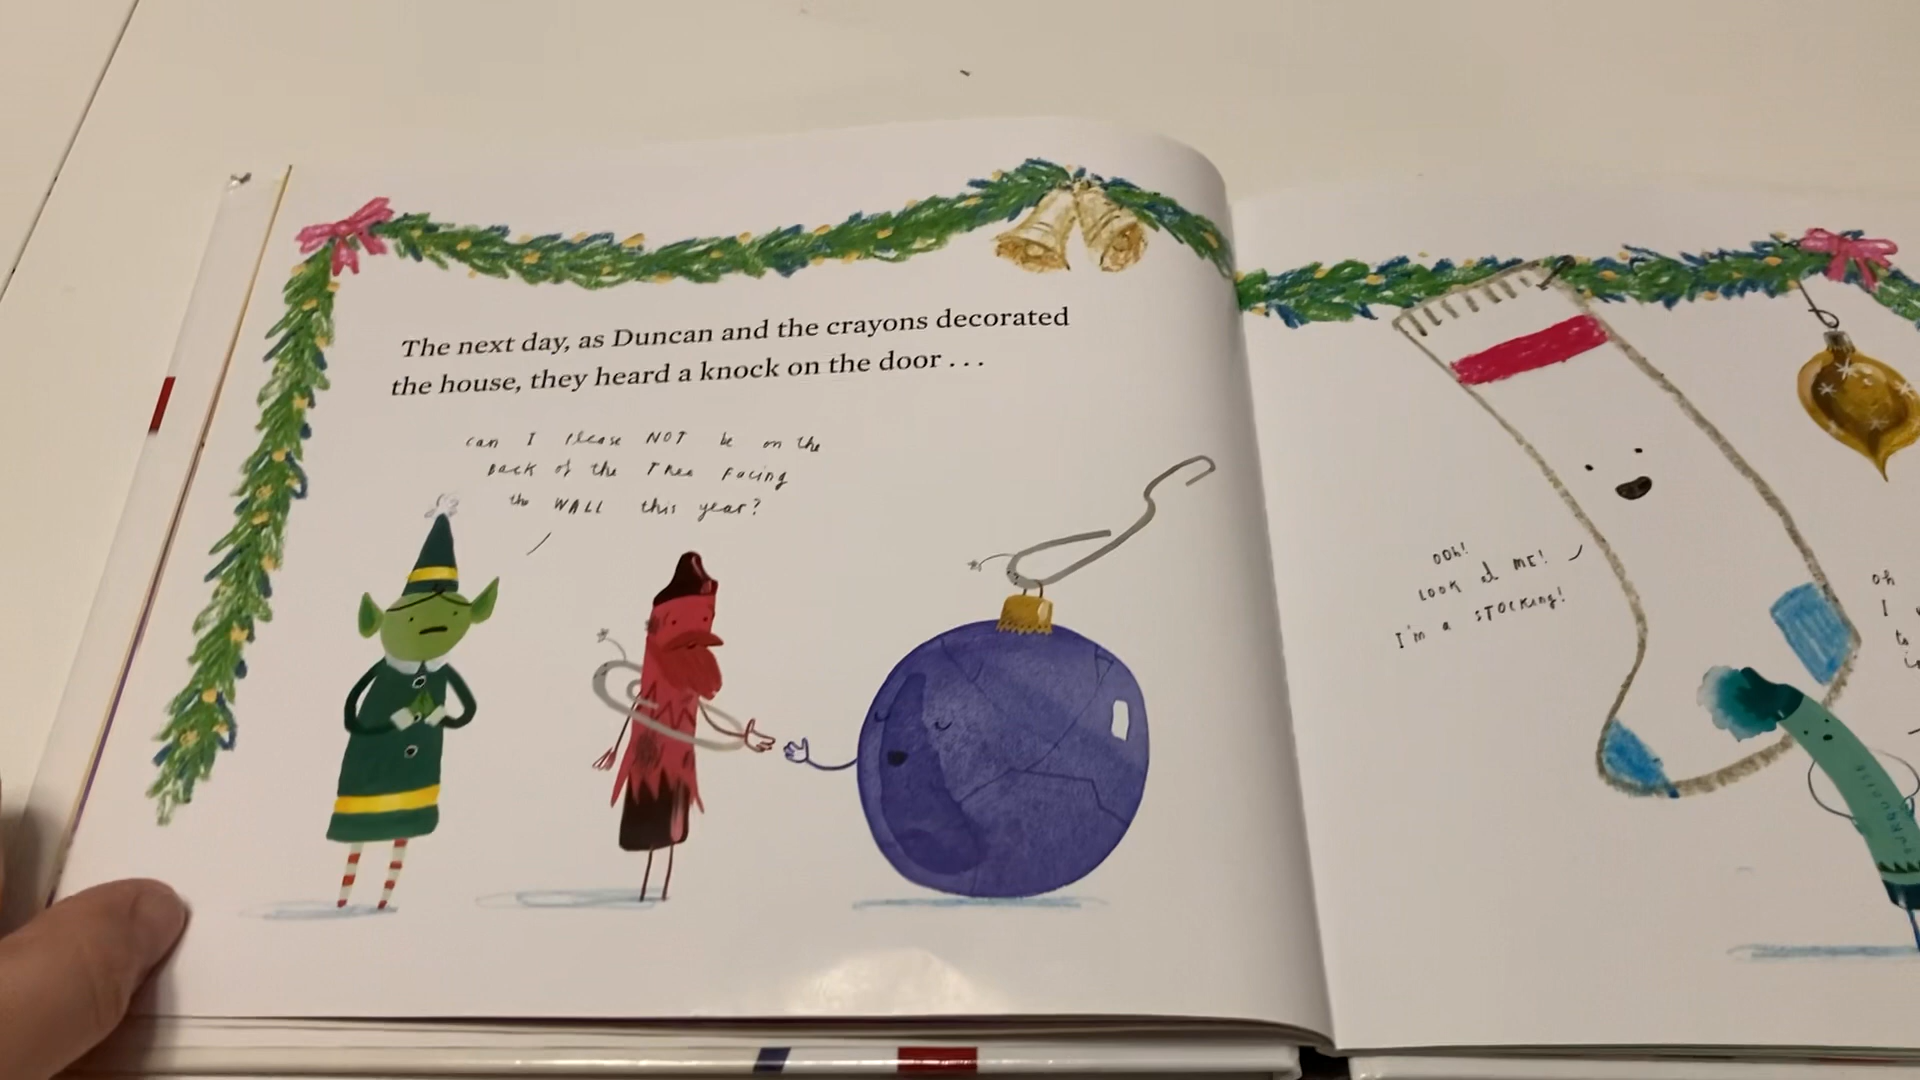 The next day, as Duncan and the crayons decorated
the house, they heard a knock on the door . . .
can I please NOT be on the
Back of the Tree Facing
the WALL this year?
OOh!
LOOK at ME!
I'm a STOCKing!
oh
I
to
TURQUOISE